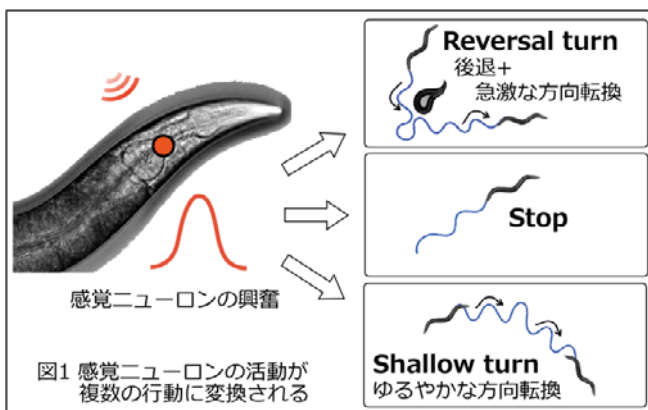 Reversal turn
後退+
急激な方向転換
Stop
感覚ニューロンの興奮
Shallow turn
ゆるやかな方向転換
図1 感覚ニューロンの活動が
複数の行動に変換される